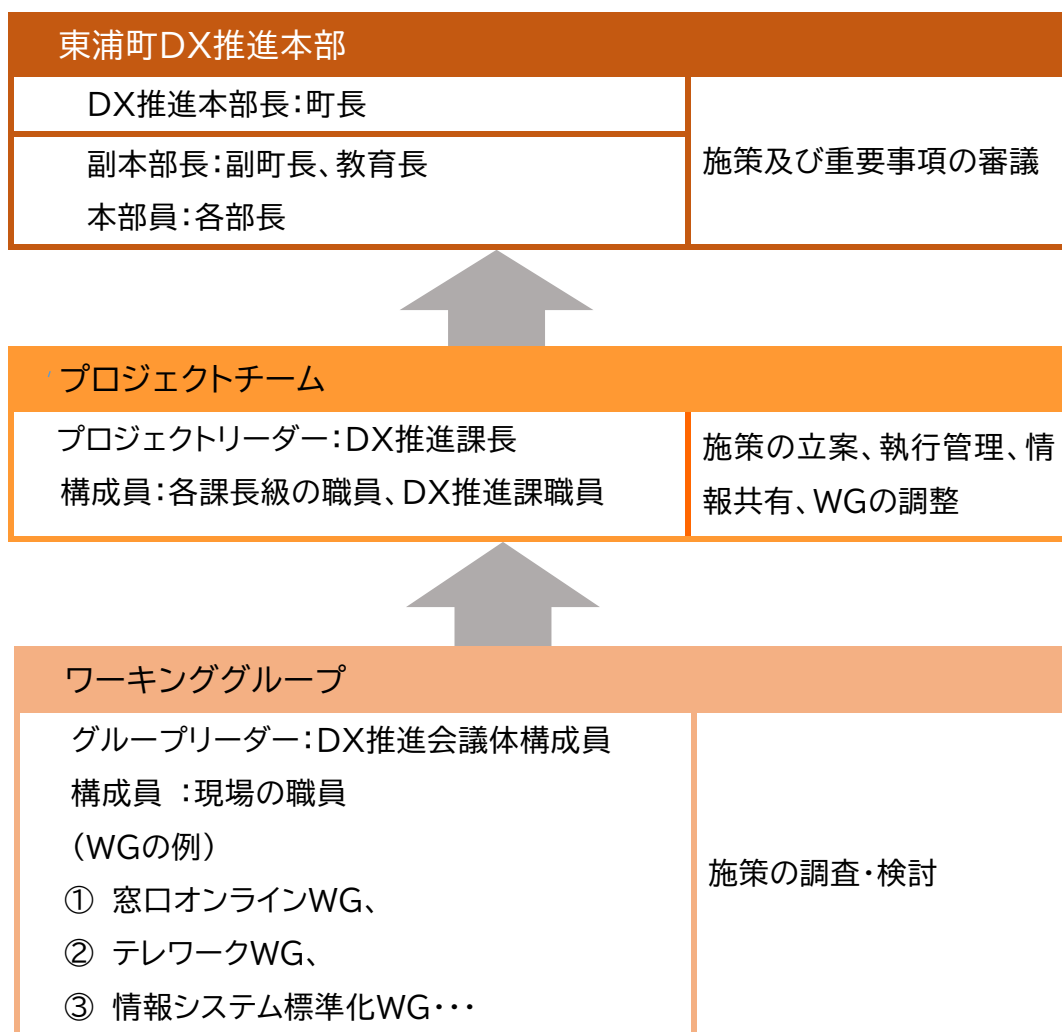 東浦町DX推進本部
DX推進本部長：町長
副本部長：副町長、教育長
本部員：各部長
施策及び重要事項の審議
プロジェクトチーム
プロジェクトリーダー：DX推進課長
構成員：各課長級の職員、DX推進課職員
施策の立案、執行管理、情
報共有、WGの調整
ワーキンググループ
グループリーダー：DX推進会議体構成員
構成員 ：現場の職員
（WGの例）
① 窓口オンラインWG、
② テレワークWG、
③ 情報システム標準化WG・・・
施策の調査・検討